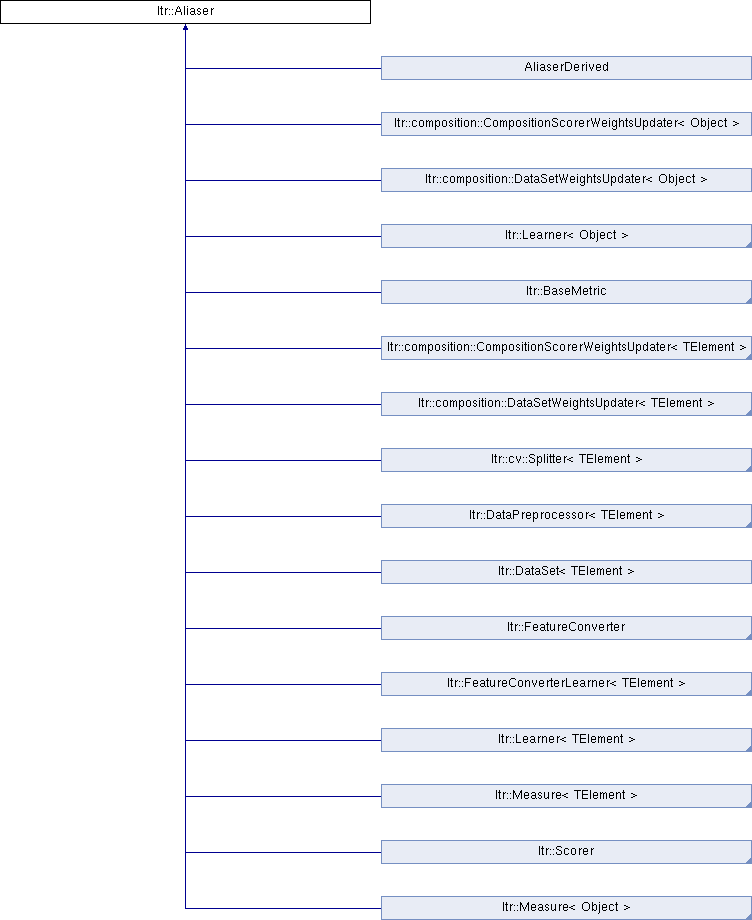 ltr::Aliaser
AliaserDerived
ltr::composition::CompositionScorerWeightsUpdater< Object >
ltr::composition::DataSetWeightsUpdater< Object >
ltr::Learner< Object >
ltr::BaseMetric
ltr::composition::CompositionScorerWeightsUpdater< TElement >
ltr::composition::DataSetWeightsUpdater< TElement >
ltr::cv::Splitter< TElement >
ltr::DataPreprocessor< TElement >
ltr::DataSet< TElement >
ltr::FeatureConverter
ltr::FeatureConverterLearner< TElement >
ltr::Learner< TElement >
ltr::Measure< TElement >
ltr::Scorer
ltr::Measure< Object >